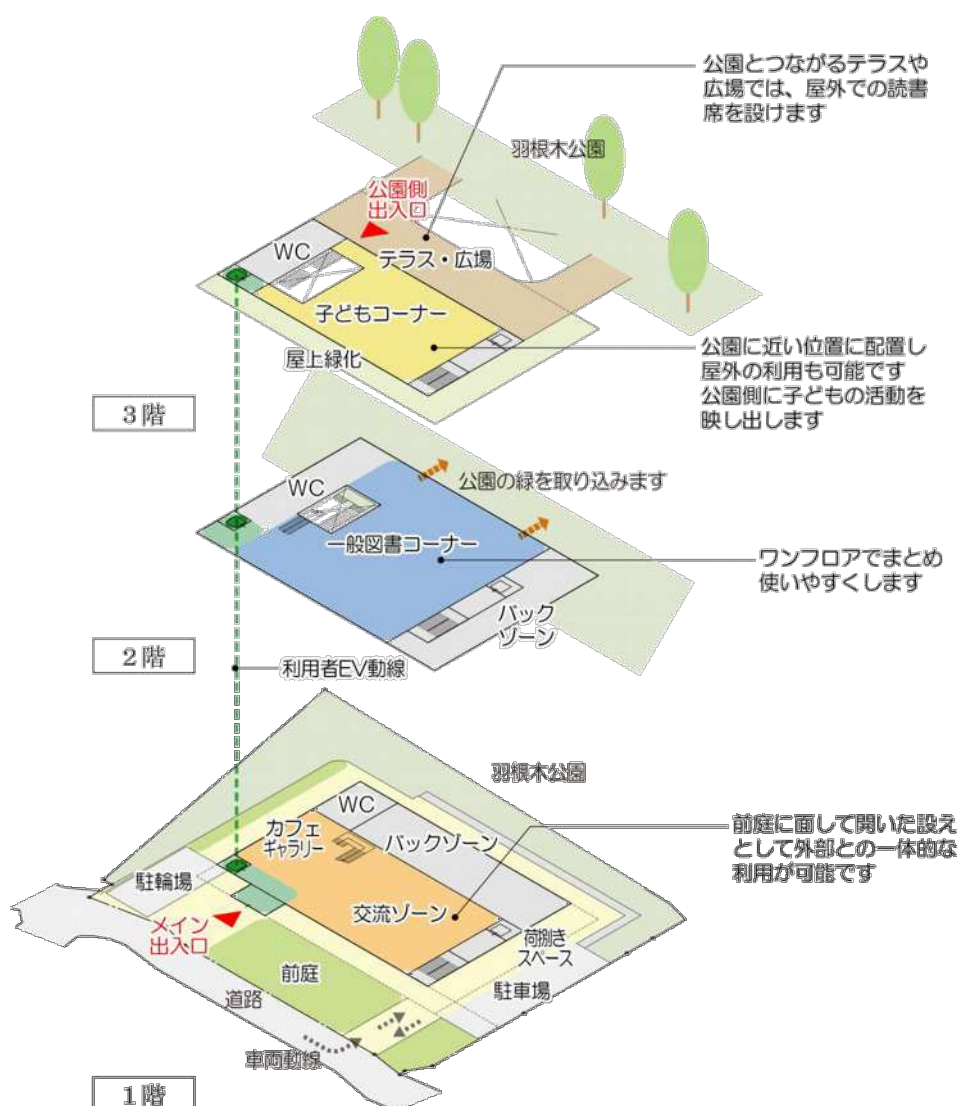 公園とつながるテラスや
広場では、屋外での読書
席を設けます
羽根木公園
公園側
出入口
WC
テラス・広場
子どもコーナー
屋上緑化
公園に近い位置に配置し
屋外の利用も可能です
公園側に子どもの活動を
映し出します
3階
WC
公園の緑を取り込みます
一般図書コーナー
ワンフロアでまとめ
使いやすくします
バック
ゾーン
2階
利用者EV動線
羽根木公園
WC
カフェ
ギャラリー
バックゾーン
前庭に面して開いた設え
として外部との一体的な
利用が可能です
駐輪場
交流ゾーン
メイン
出入口
荷捌き
スペース
前庭
駐車場
道路
車両動線
1階